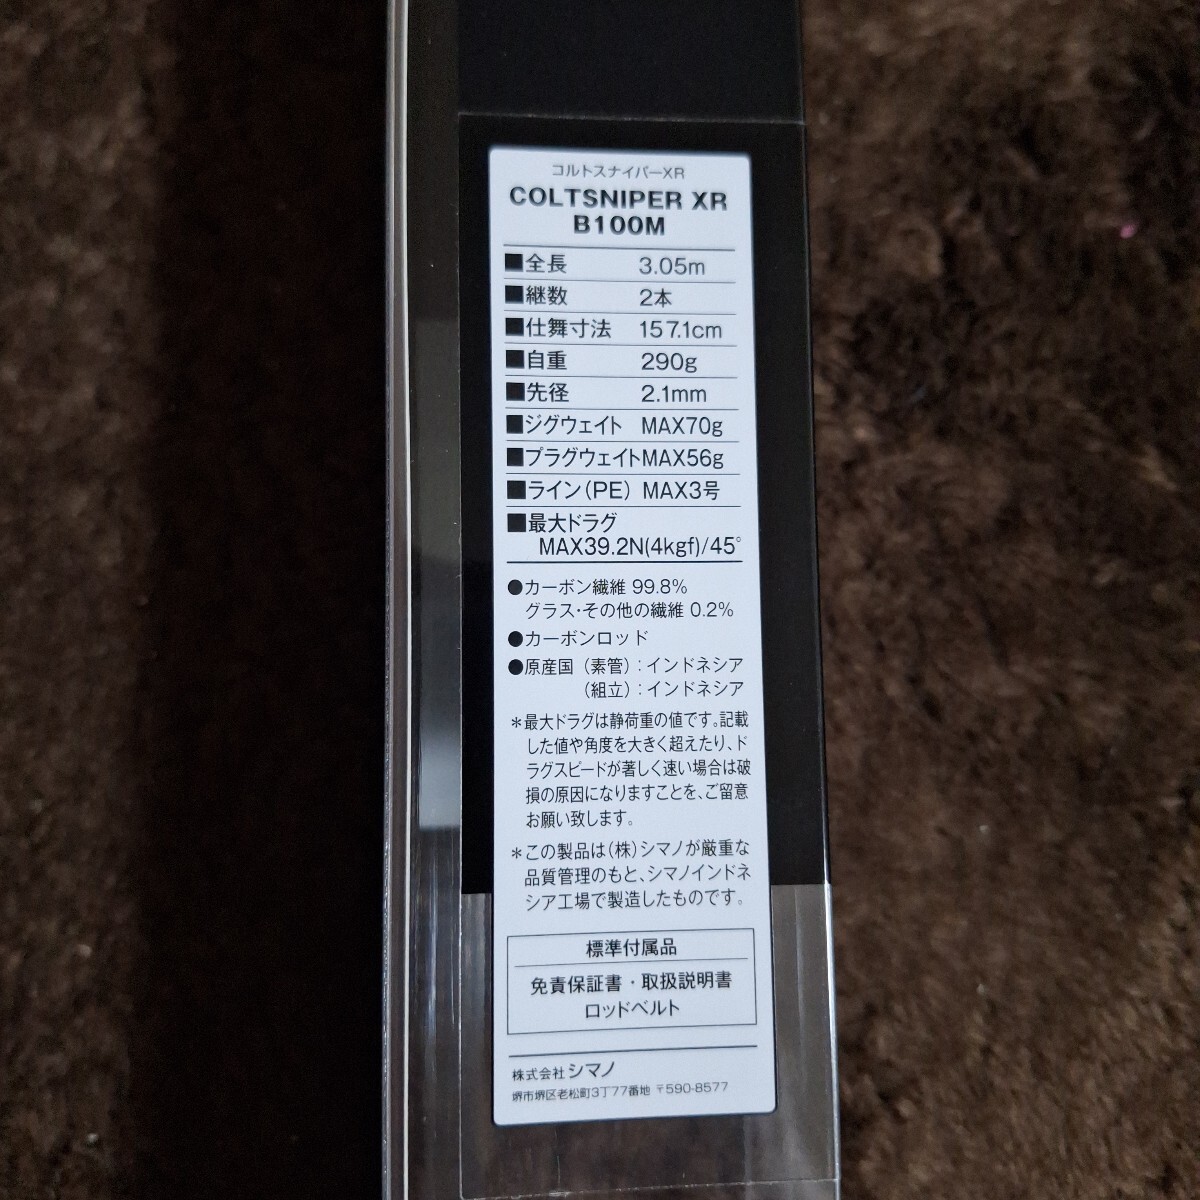 コルトスナイパーXR
COLTSNIPER XR
B100M
■全長 3.05m
■継数 2本
■仕舞寸法 157.1cm
■自重 290g
■先径 2.1mm
■ジグウェイト MAX70g
■プラグウェイトMAX56g
■ライン(PE) MAX3号
■最大ドラグ
MAX39.2N(4kgf)/45°
●カーボン繊維 99.8%
グラス・その他の繊維 0.2%
●カーボンロッド
●原産国(素管):インドネシア
(組立):インドネシア
*最大ドラグは静荷重の値です。記載
した値や角度を大きく超えたり、ド
ラグスピードが著しく速い場合は破
損の原因になりますことを、ご留意
お願い致します。
*この製品は(株)シマノが厳重な
品質管理のもと、シマノインドネ
シア工場で製造したものです。
標準付属品
免責保証書・取扱説明書
ロッドベルト
株式会社シマノ
堺市堺区老松町3丁77番地 〒590-8577